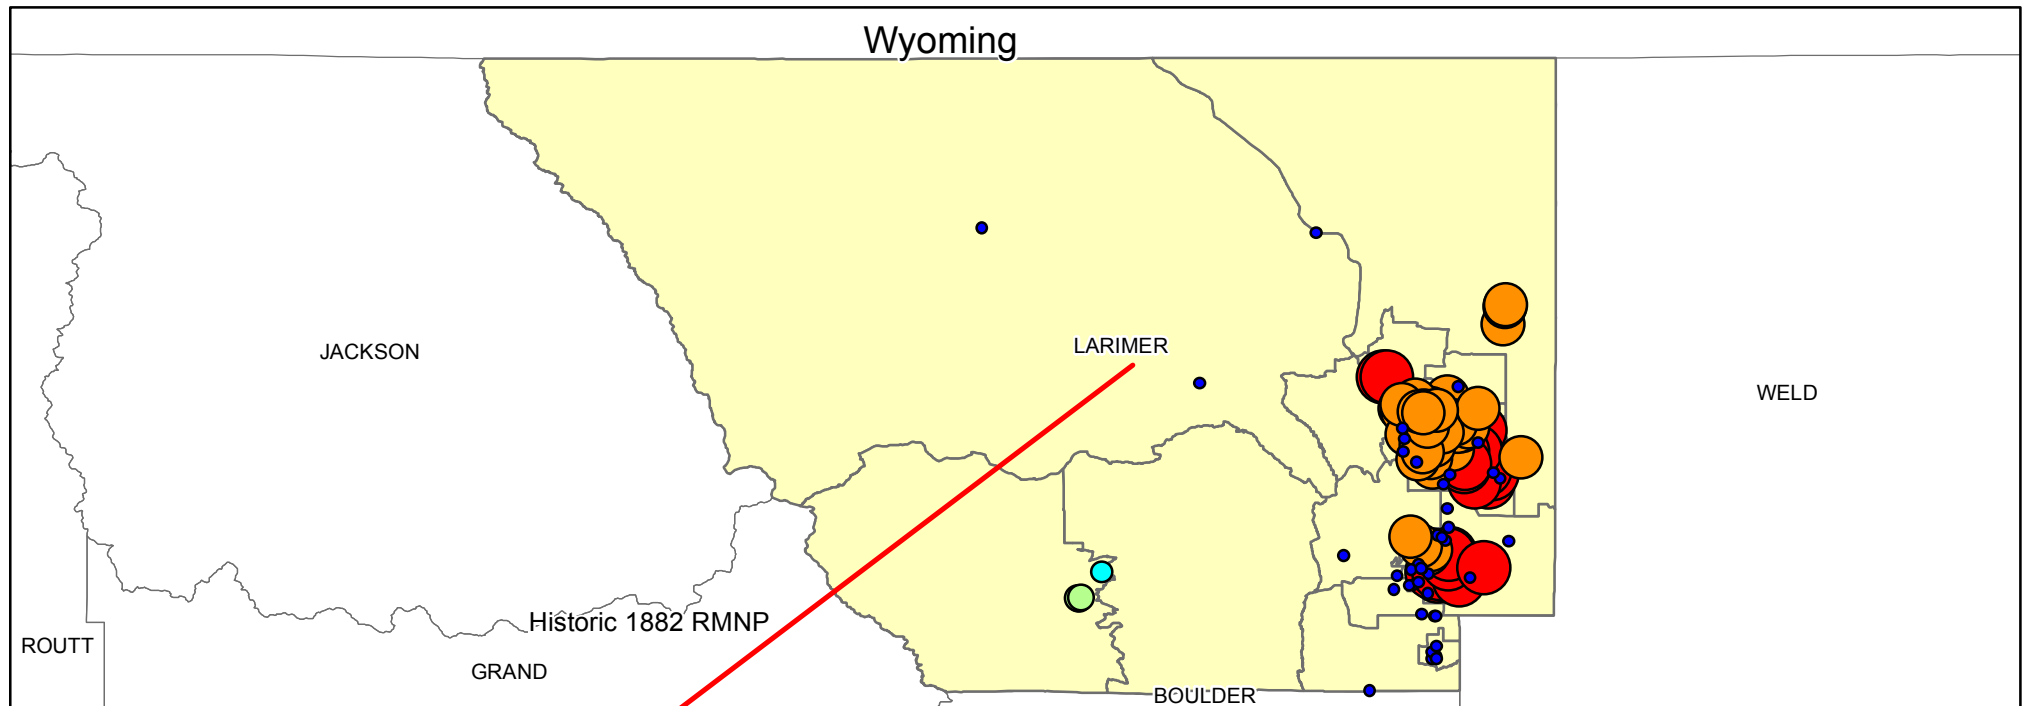 Wyoming
LARIMER
JACKSON
WELD
Historic 1882 RMNP
ROUTT
GRAND
BOULDER